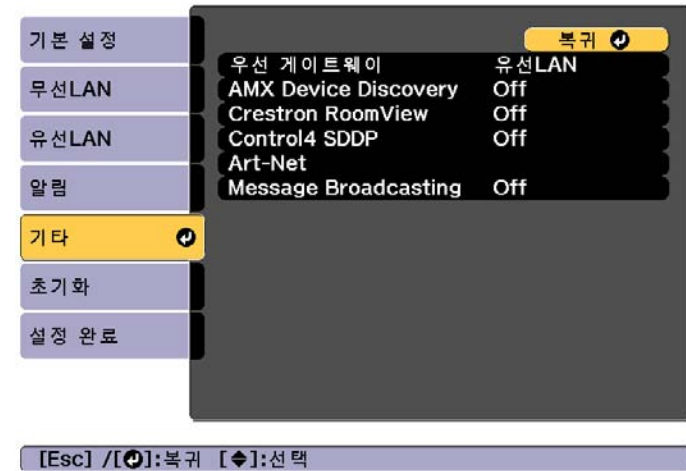 기본 설정
무선LAN
유선LAN
알림
기타
초기화
설정 완료
복귀
우선 게이트웨이 유선LAN
AMX Device Discovery Off
Crestron RoomView Off
Control4 SDDP Off
Art-Net
Message Broadcasting Off
[Esc] /[⏎]:복귀 [◆]:선택